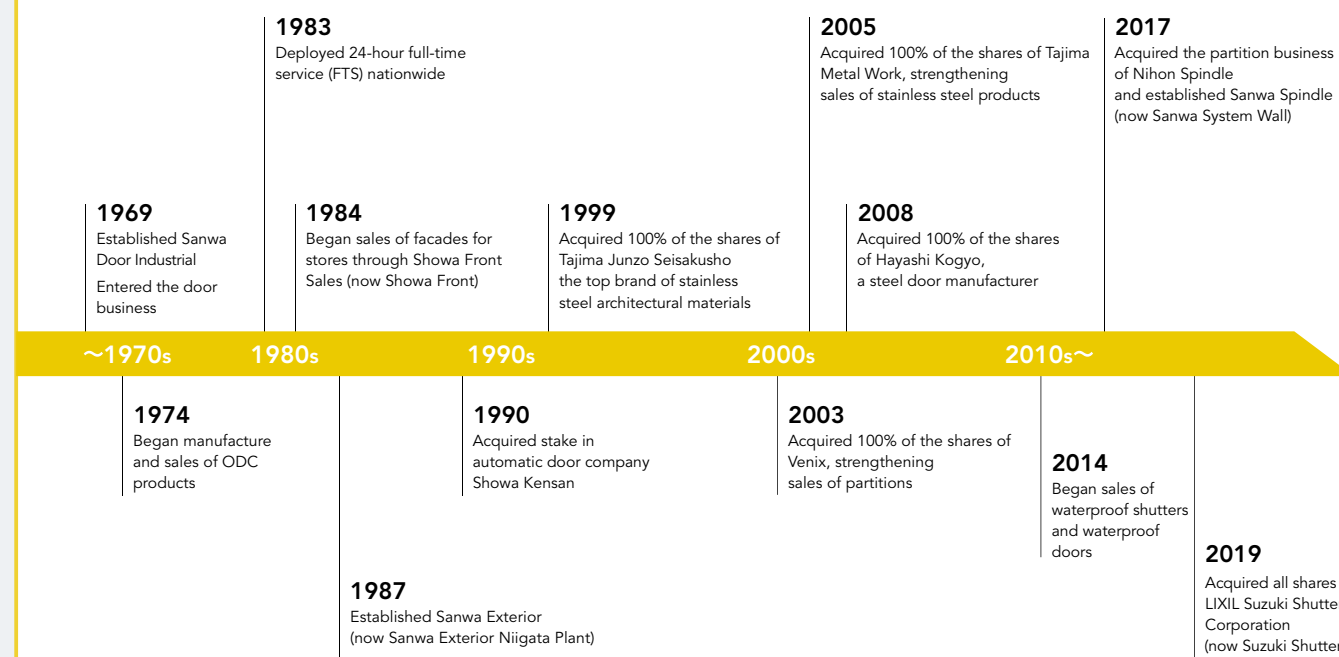 1983
Deployed 24-hour full-time
service (FTS) nationwide
2005
Acquired 100% of the shares of Tajima
Metal Work, strengthening
sales of stainless steel products
2017
Acquired the partition business
of Nihon Spindle
and established Sanwa Spindle
(now Sanwa System Wall)
1969
Established Sanwa
Door Industrial
Entered the door
business
1984
Began sales of facades for
stores through Showa Front
Sales (now Showa Front)
1999
Acquired 100% of the shares of
Tajima Junzo Seisakusho
the top brand of stainless
steel architectural materials
2008
Acquired 100% of the shares
of Hayashi Kogyo,
a steel door manufacturer
～1970s
1980s
1990s
2000s
2010s～
1974
Began manufacture
and sales of ODC
products
1990
Acquired stake in
automatic door company
Showa Kensan
2003
Acquired 100% of the shares of
Venix, strengthening
sales of partitions
2014
Began sales of
waterproof shutters
and waterproof
doors
1987
Established Sanwa Exterior
(now Sanwa Exterior Niigata Plant)
2019
Acquired all shares
LIXIL Suzuki Shutte
Corporation
(now Suzuki Shutter